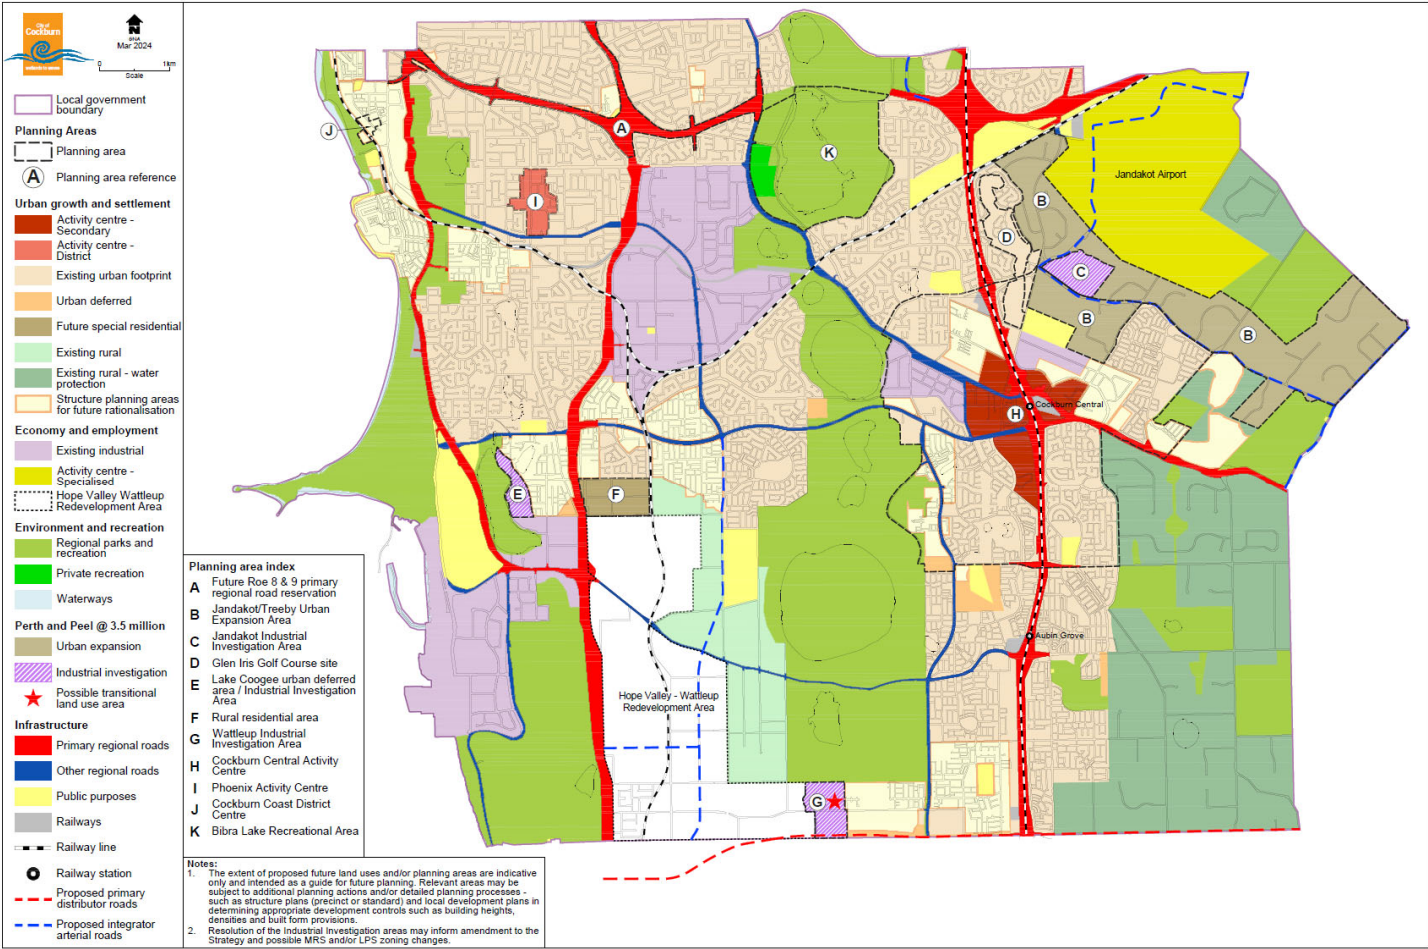 City of
Cockburn
wetlands to waves
N
BNA
Mar 2024
0 1km
Scale
Local government
boundary
Planning Areas
Planning area
A Planning area reference
Urban growth and settlement
Activity centre -
Secondary
Activity centre -
District
Existing urban footprint
Urban deferred
Future special residential
Existing rural
Existing rural - water
protection
Structure planning areas
for future rationalisation
Economy and employment
Existing industrial
Activity centre -
Specialised
Hope Valley Wattleup
Redevelopment Area
Environment and recreation
Regional parks and
recreation
Private recreation
Waterways
Perth and Peel @ 3.5 million
Urban expansion
Industrial investigation
Possible transitional
land use area
Infrastructure
Primary regional roads
Other regional roads
Public purposes
Railways
Railway line
Railway station
Proposed primary
distributor roads
Proposed integrator
arterial roads
J
A
K
I
Jandakot Airport
B
D
C
B
B
Cockburn Central
H
E
F
Aubin Grove
Hope Valley - Wattleup
Redevelopment Area
G
Planning area index
A Future Roe 8 & 9 primary
regional road reservation
B Jandakot/Treeby Urban
Expansion Area
C Jandakot Industrial
Investigation Area
D Glen Iris Golf Course site
E Lake Coogee urban deferred
area / Industrial Investigation
Area
F Rural residential area
G Wattleup Industrial
Investigation Area
H Cockburn Central Activity
Centre
I Phoenix Activity Centre
J Cockburn Coast District
Centre
K Bibra Lake Recreational Area
Notes:
1. The extent of proposed future land uses and/or planning areas are indicative
only and intended as a guide for future planning. Relevant areas may be
subject to additional planning actions and/or detailed planning processes -
such as structure plans (precinct or standard) and local development plans in
determining appropriate development controls such as building heights,
densities and built form provisions.
2. Resolution of the Industrial Investigation areas may inform amendment to the
Strategy and possible MRS and/or LPS zoning changes.